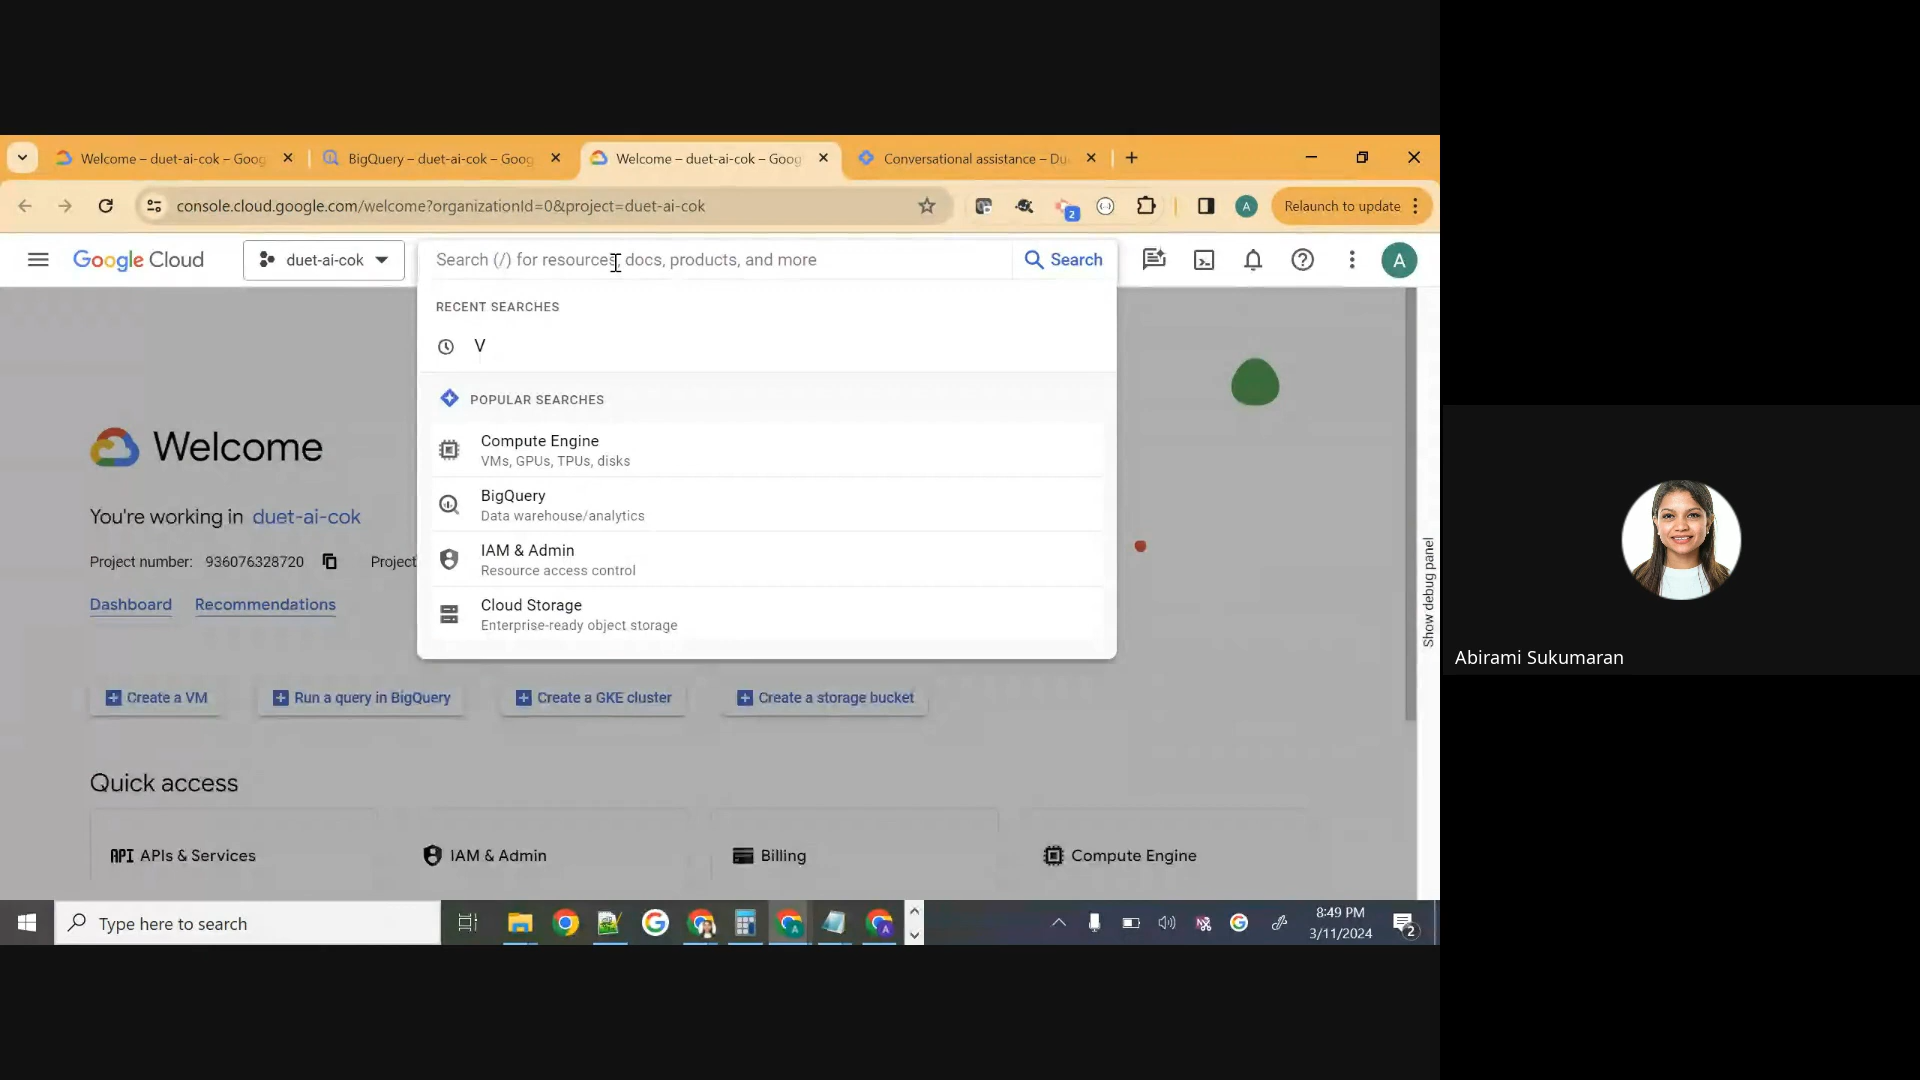 Welcome – duet-ai-cok – Goog
BigQuery – duet-ai-cok – Goog
Welcome – duet-ai-cok – Goog
Conversational assistance – Du
console.cloud.google.com/welcome?organizationId=0&project=duet-ai-cok
2
A
Relaunch to update
Google Cloud
duet-ai-cok
Search (/) for resources, docs, products, and more
Search
A
RECENT SEARCHES
V
POPULAR SEARCHES
Compute Engine
VMs, GPUs, TPUs, disks
BigQuery
Data warehouse/analytics
IAM & Admin
Resource access control
Cloud Storage
Enterprise-ready object storage
Welcome
You're working in duet-ai-cok
Project number: 936076328720 Project
Dashboard Recommendations
Create a VM
Run a query in BigQuery
Create a GKE cluster
Create a storage bucket
Quick access
API APIs & Services
IAM & Admin
Billing
Compute Engine
Show debug panel
Abirami Sukumaran
Type here to search
8:49 PM
3/11/2024
2